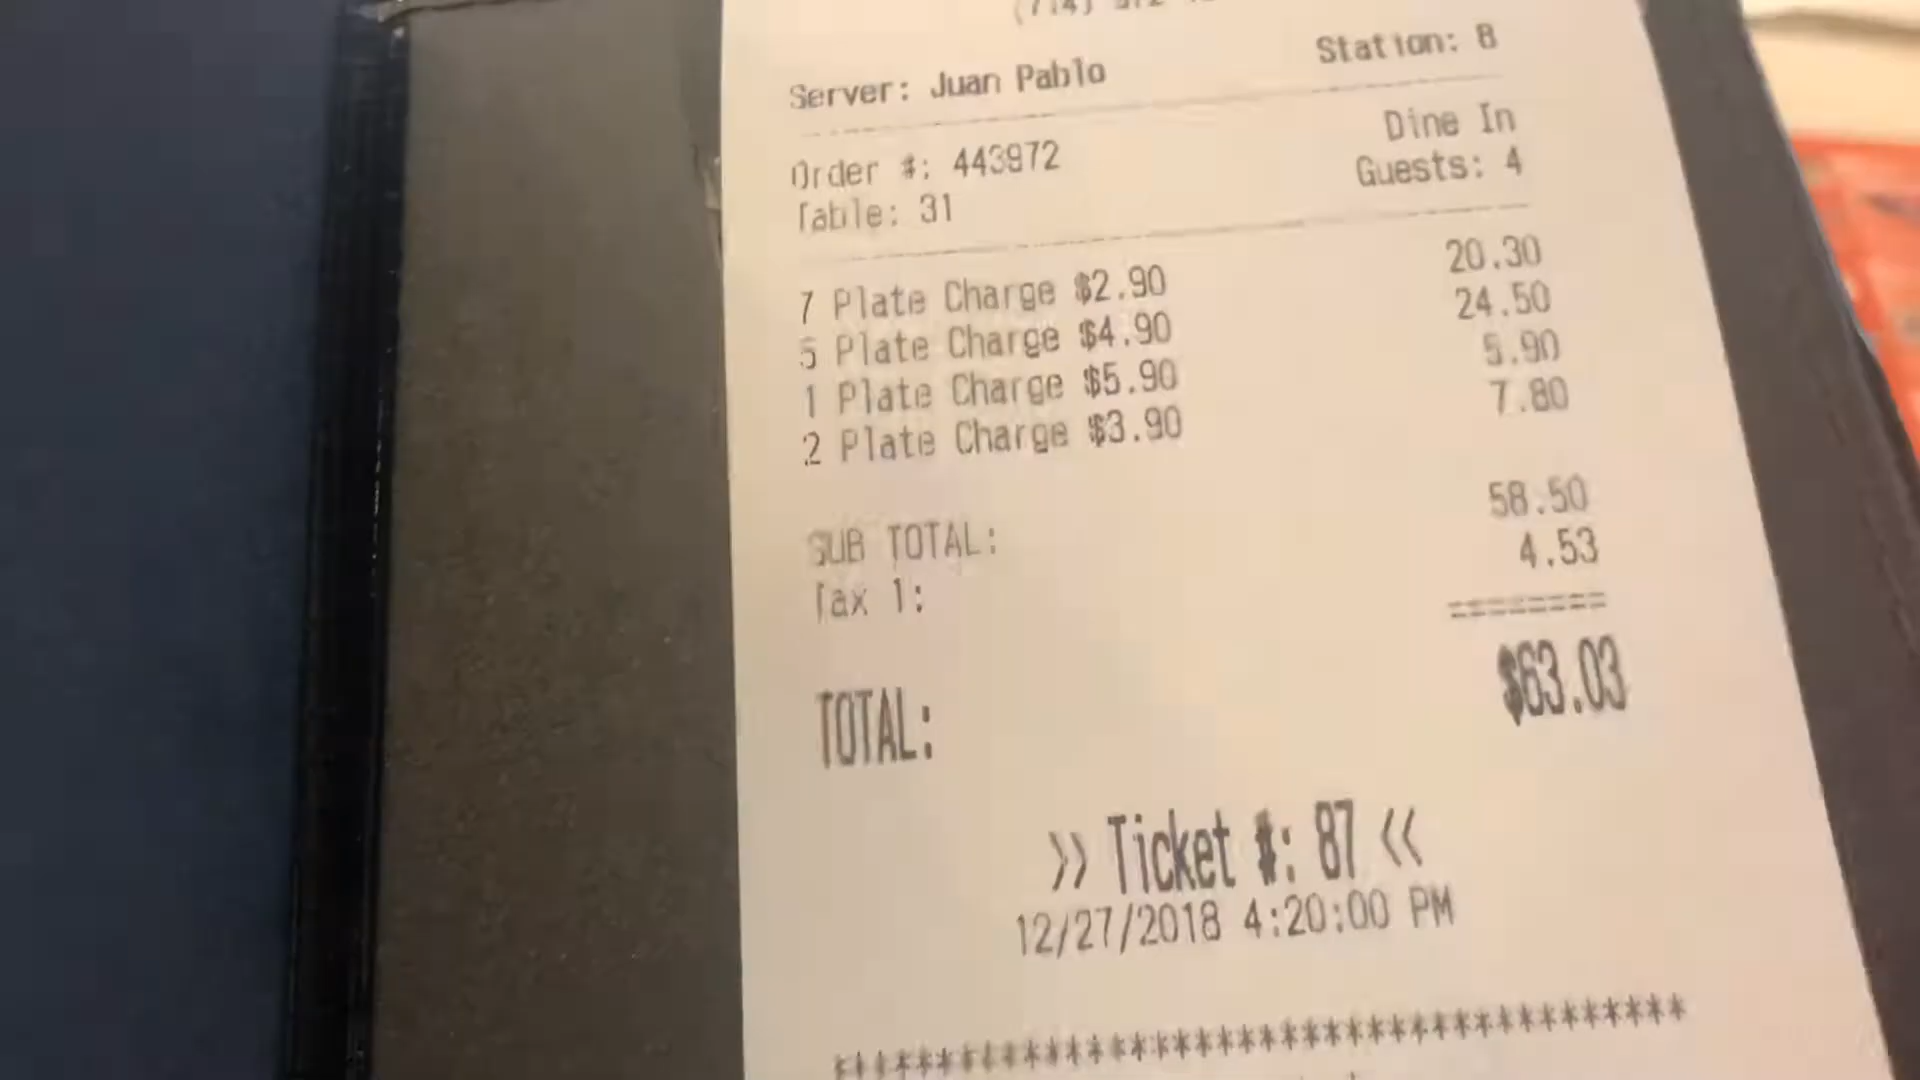 Server: Juan Pablo Station: 8
Dine In
Order #: 443972 Guests: 4
Table: 31
7 Plate Charge $2.90 20.30
5 Plate Charge $4.90 24.50
1 Plate Charge $5.90 5.90
2 Plate Charge $3.90 7.80
SUB TOTAL: 58.50
Tax 1: 4.53
========
TOTAL: $63.03
>> Ticket #: 87 <<
12/27/2018 4:20:00 PM
****************************************